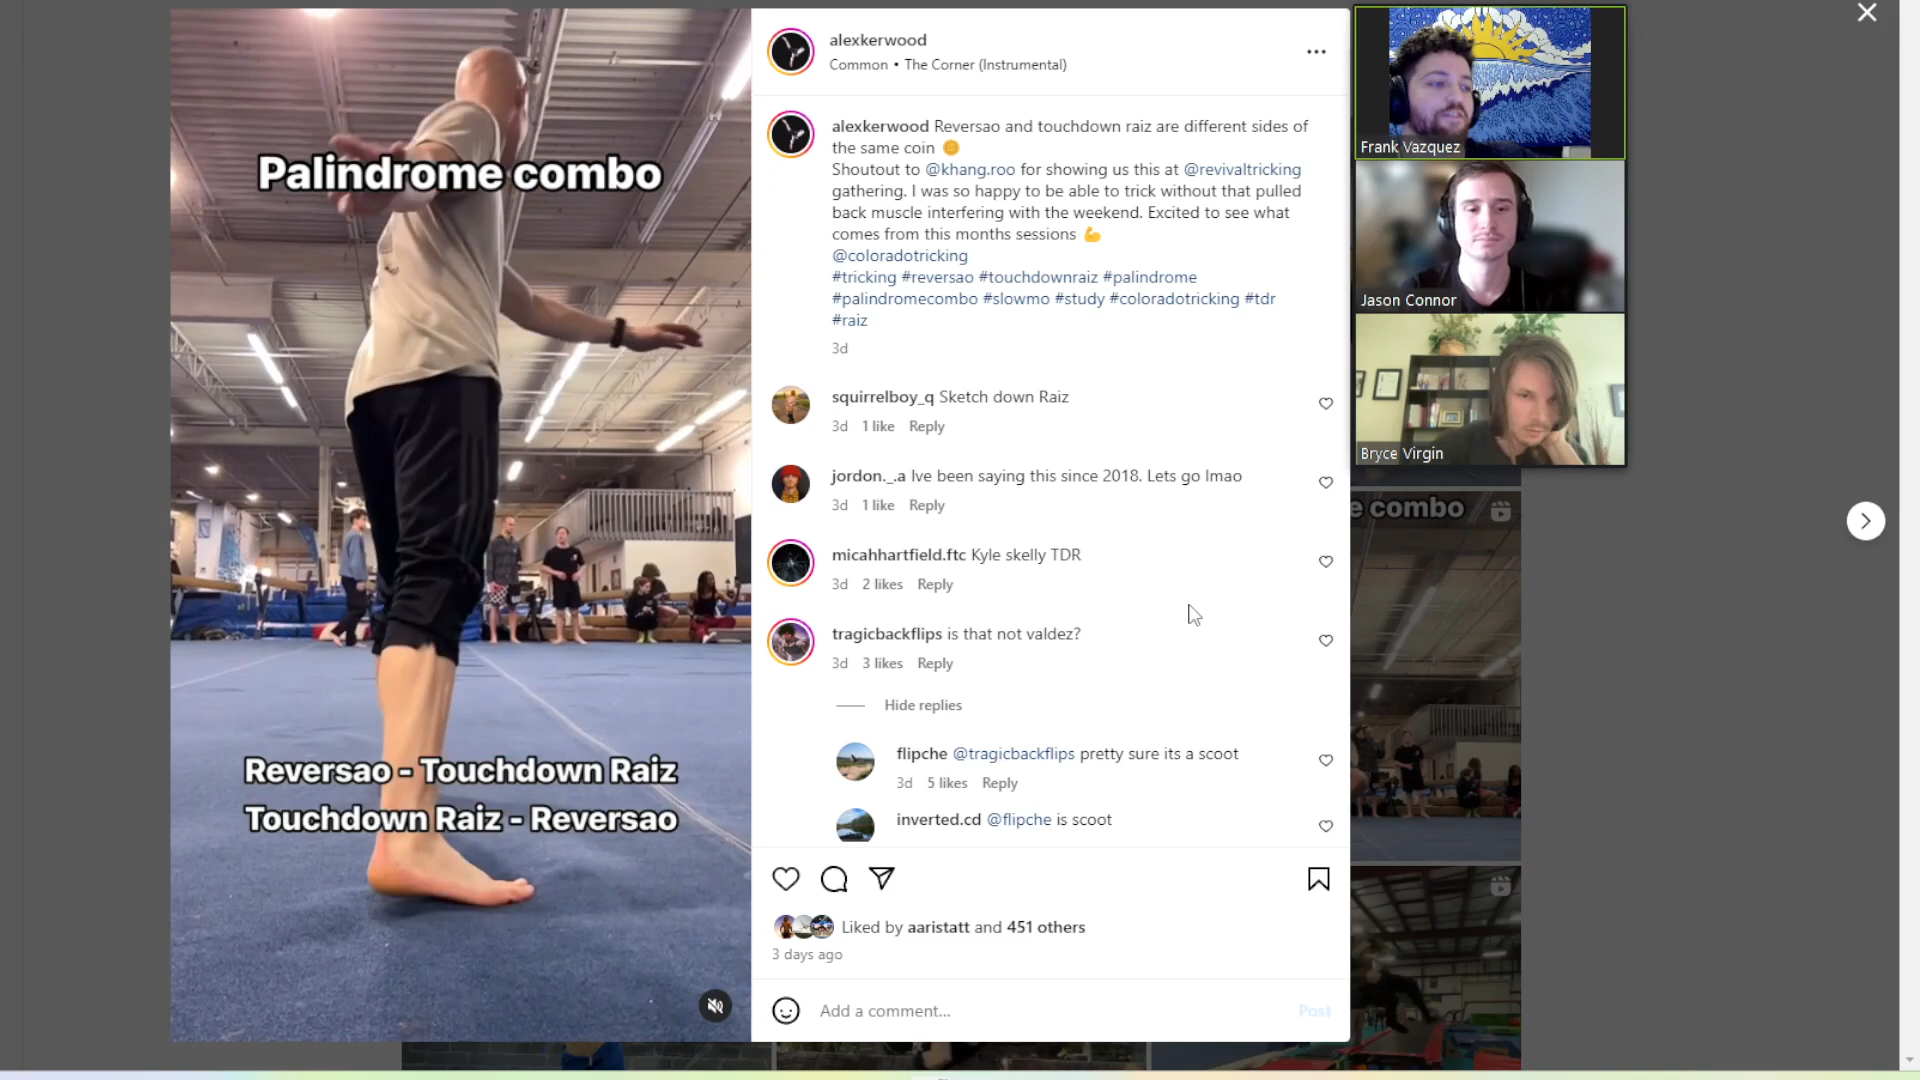 Palindrome combo
Reversao - Touchdown Raiz
Touchdown Raiz - Reversao
alexkerwood
Common • The Corner (Instrumental)
alexkerwood Reversao and touchdown raiz are different sides of
the same coin 🪙
Shoutout to @khang.roo for showing us this at @revivaltricking
gathering. I was so happy to be able to trick without that pulled
back muscle interfering with the weekend. Excited to see what
comes from this months sessions 💪
@coloradotricking
#tricking #reversao #touchdownraiz #palindrome
#palindromecombo #slowmo #study #coloradotricking #tdr
#raiz
3d
squirrelboy_q Sketch down Raiz
3d 1 like Reply
jordon._.a Ive been saying this since 2018. Lets go lmao
3d 1 like Reply
micahhartfield.ftc Kyle skelly TDR
3d 2 likes Reply
tragicbackflips is that not valdez?
3d 3 likes Reply
Hide replies
flipche @tragicbackflips pretty sure its a scoot
3d 5 likes Reply
inverted.cd @flipche is scoot
Liked by aaristatt and 451 others
3 days ago
Add a comment...
Post
Frank Vazquez
Jason Connor
Bryce Virgin
e combo